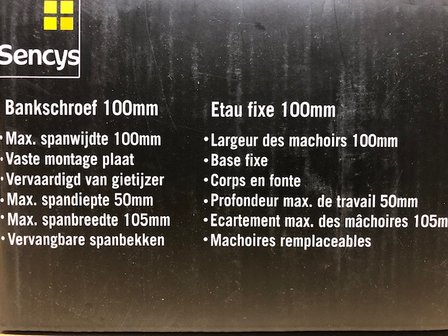 Sencys
Bankschroef 100mm
•Max. spanwijdte 100mm
•Vaste montage plaat
•Vervaardigd van gietijzer
•Max. spandiepte 50mm
•Max. spanbreedte 105mm
•Vervangbare spanbekken
Etau fixe 100mm
•Largeur des machoirs 100mm
•Base fixe
•Corps en fonte
•Profondeur max. de travail 50mm
•Ecartement max. des mâchoires 105m
•Machoires remplaceables